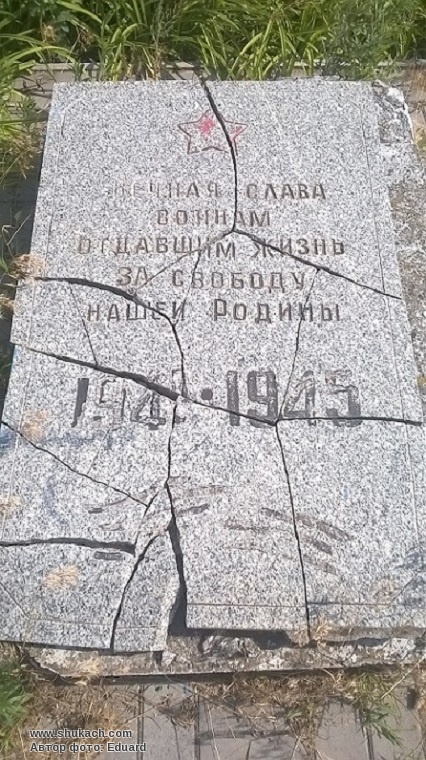 ВЕЧНАЯ СЛАВА
ВОИНАМ
ОТДАВШИМ ЖИЗНЬ
ЗА СВОБОДУ
НАШЕЙ РОДИНЫ
1941·1945
www.shukach.com
Автор фото: Eduard